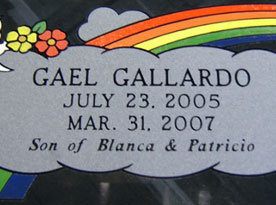 GAEL GALLARDO
JULY 23, 2005
MAR. 31, 2007
Son of Blanca & Patricio